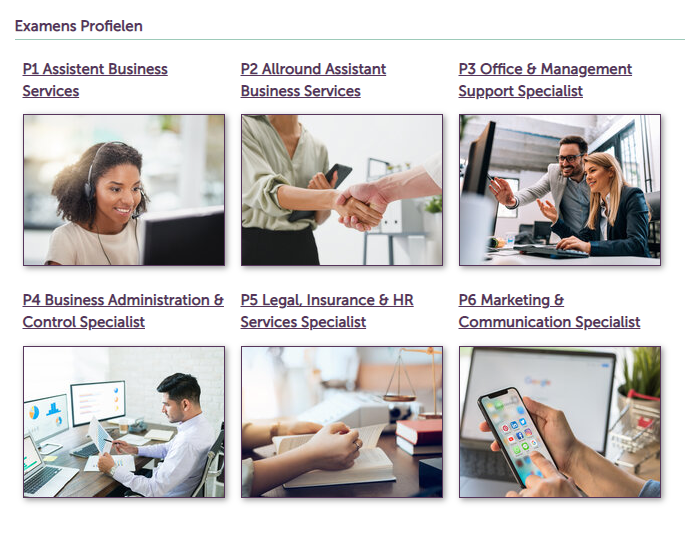 Examens Profielen
P1 Assistent Business
Services
P2 Allround Assistant
Business Services
P3 Office & Management
Support Specialist
P4 Business Administration &
Control Specialist
P5 Legal, Insurance & HR
Services Specialist
P6 Marketing &
Communication Specialist
Google